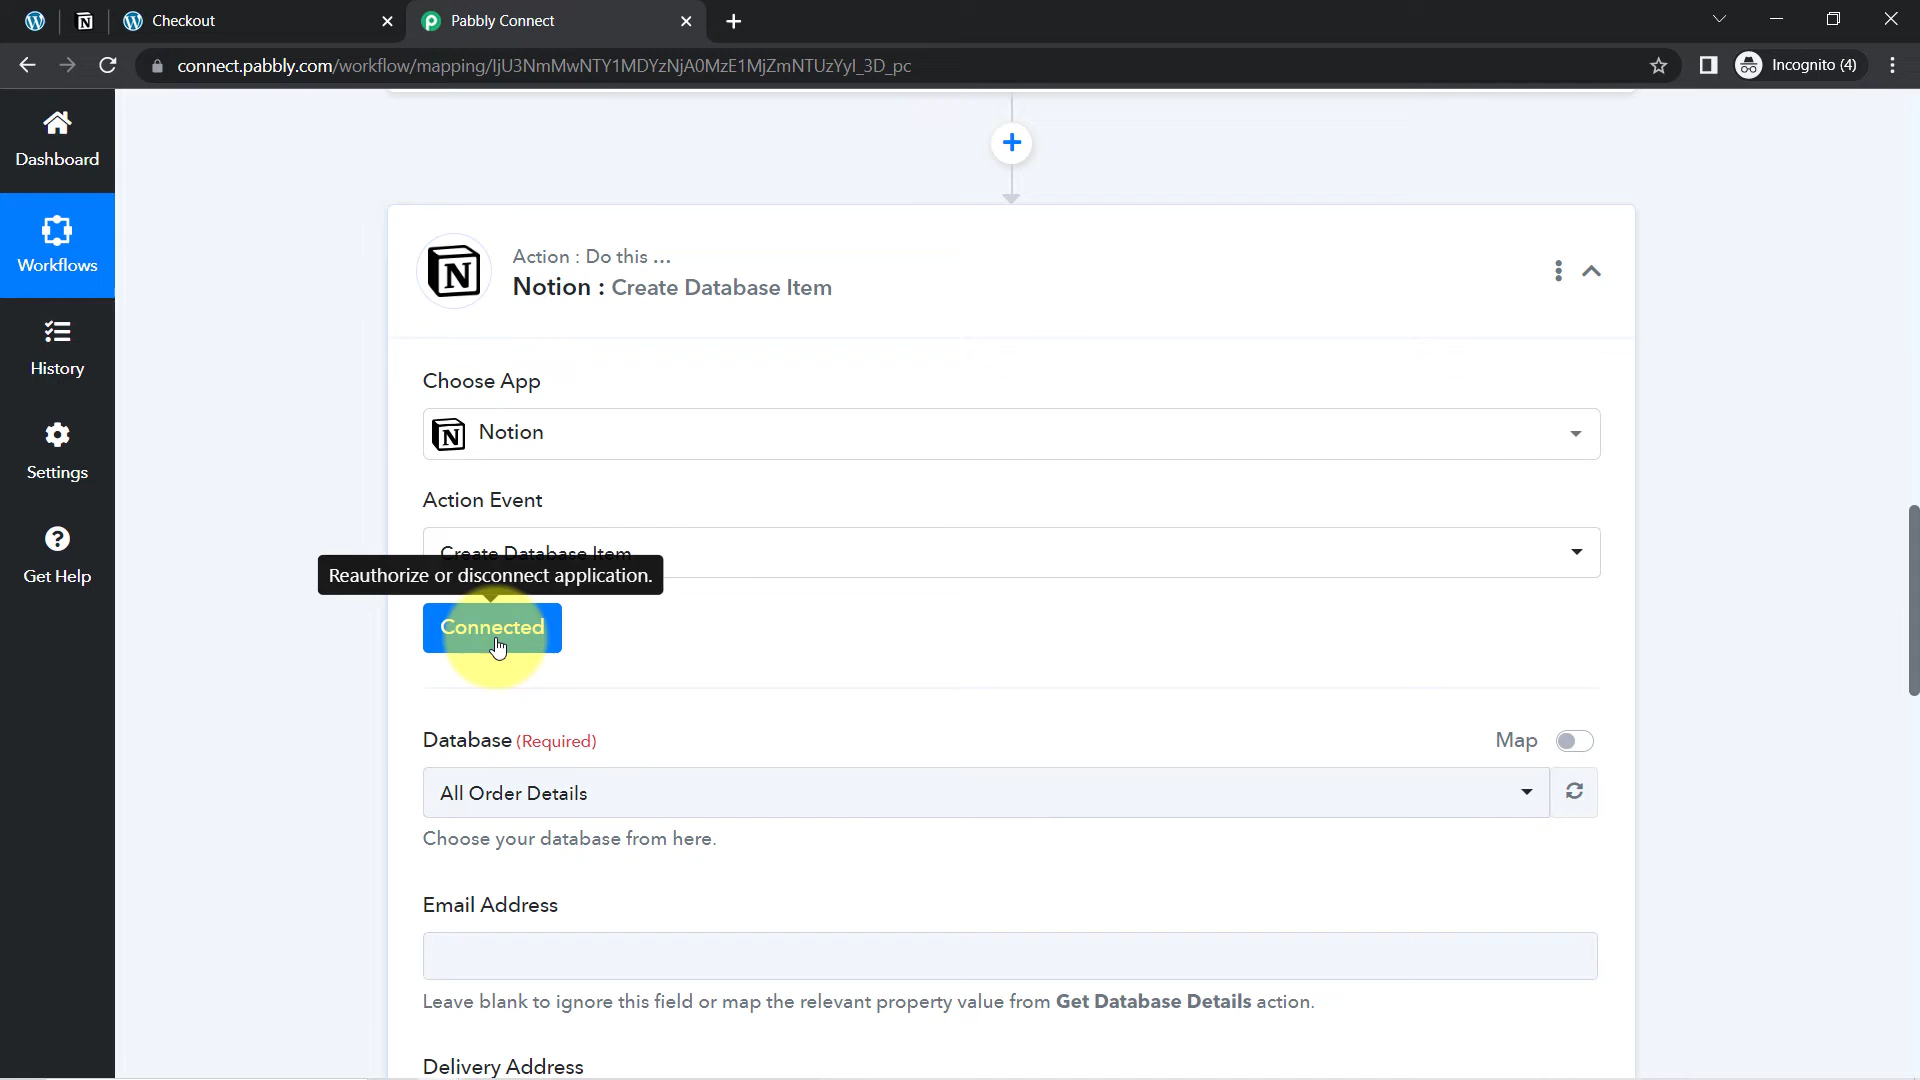 Checkout
Pabbly Connect
connect.pabbly.com/workflow/mapping/IjU3NmMwNTY1MDYzNjA0MzE1MjZmNTUzYyI_3D_pc
Incognito (4)
Dashboard
Workflows
History
Settings
Get Help
Action : Do this ...
Notion : Create Database Item
Choose App
Notion
Action Event
Create Database Item
Reauthorize or disconnect application.
Connected
Database (Required)
Map
All Order Details
Choose your database from here.
Email Address
Leave blank to ignore this field or map the relevant property value from Get Database Details action.
Delivery Address